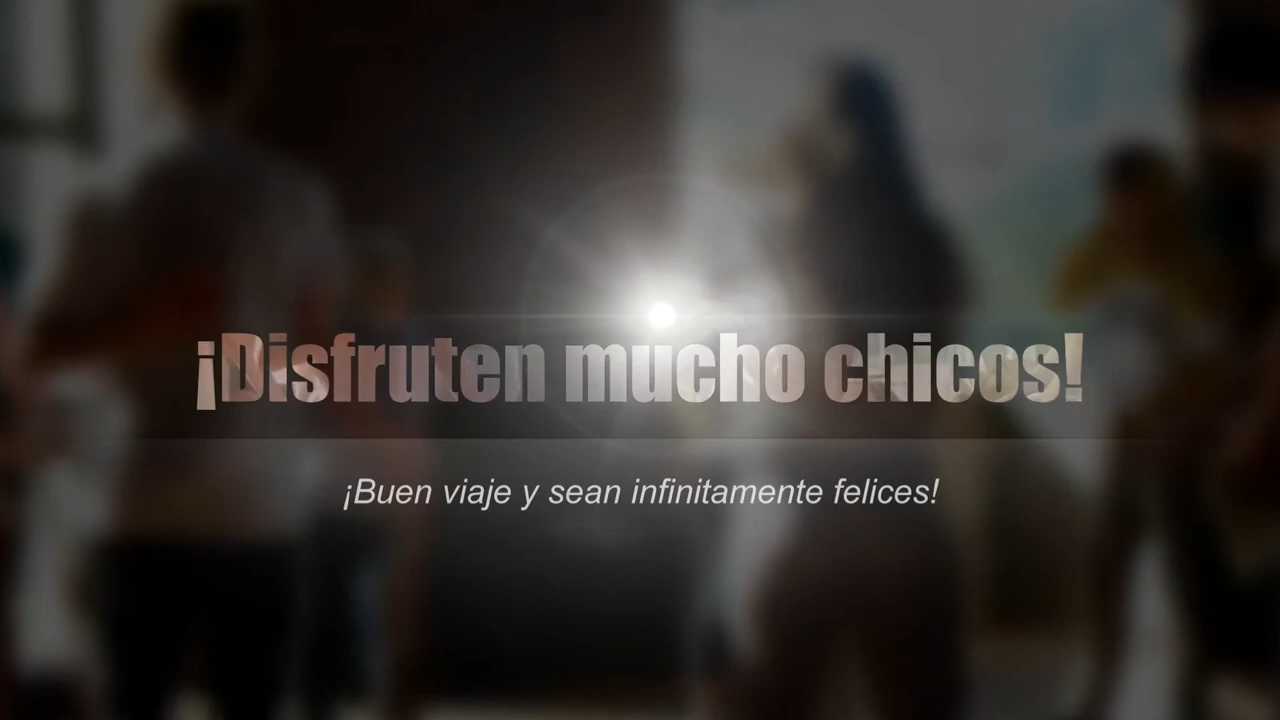 ¡Disfruten mucho chicos!
¡Buen viaje y sean infinitamente felices!